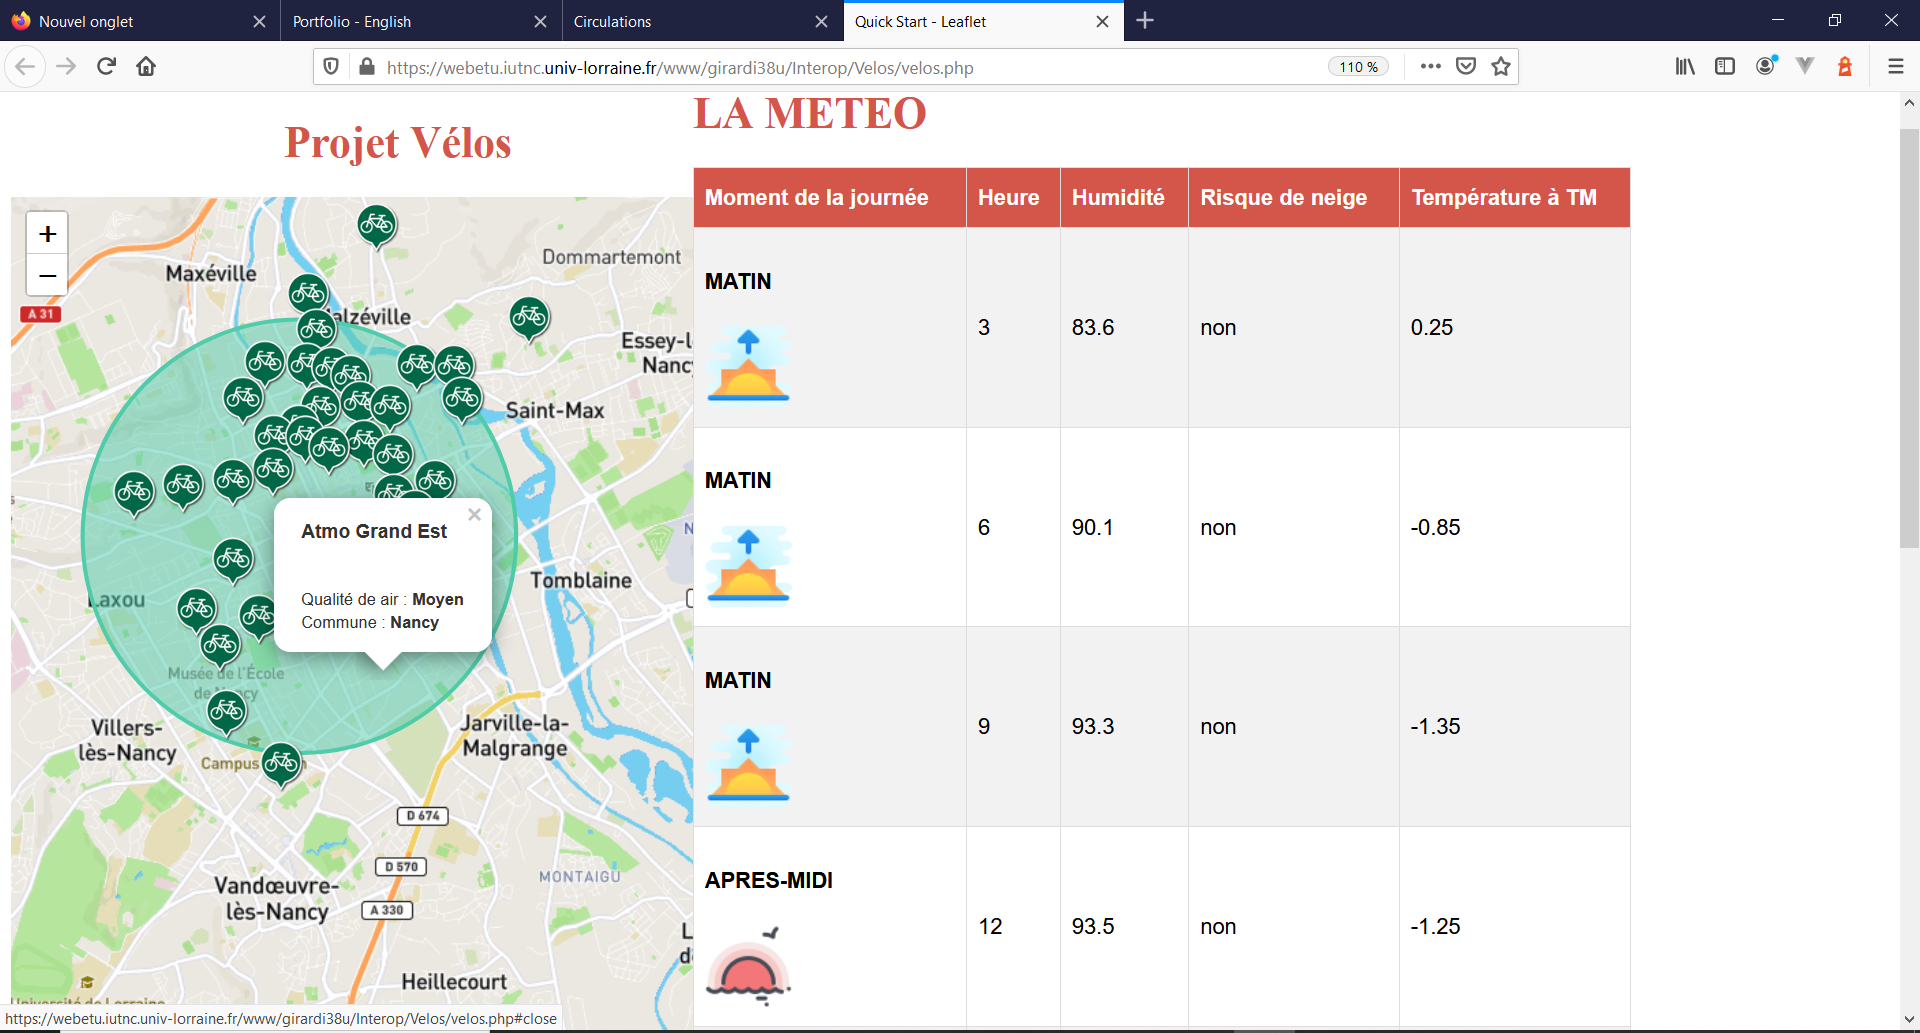 Nouvel onglet
Portfolio - English
Circulations
Quick Start - Leaflet
https://webetu.iutnc.univ-lorraine.fr/www/girardi38u/Interop/Velos/velos.php
110 %
Projet Vélos
+
−
Maxéville
Dommartemont
A 31
alzéville
Essey-l
Nanc
Saint-Max
Atmo Grand Est
×
Qualité de air : Moyen
Commune : Nancy
Tomblaine
Laxou
Musée de l'École
de Nancy
Villers-
lès-Nancy
Jarville-la-
Malgrange
Campus
D 674
D 570
MONTAIGU
Vandœuvre-
lès-Nancy
A 330
Heillecourt
Université de Lorraine
https://webetu.iutnc.univ-lorraine.fr/www/girardi38u/Interop/Velos/velos.php#close
LA METEO
Moment de la journée Heure Humidité Risque de neige Température à TM
MATIN
3 83.6 non 0.25
MATIN
6 90.1 non -0.85
MATIN
9 93.3 non -1.35
APRES-MIDI
12 93.5 non -1.25